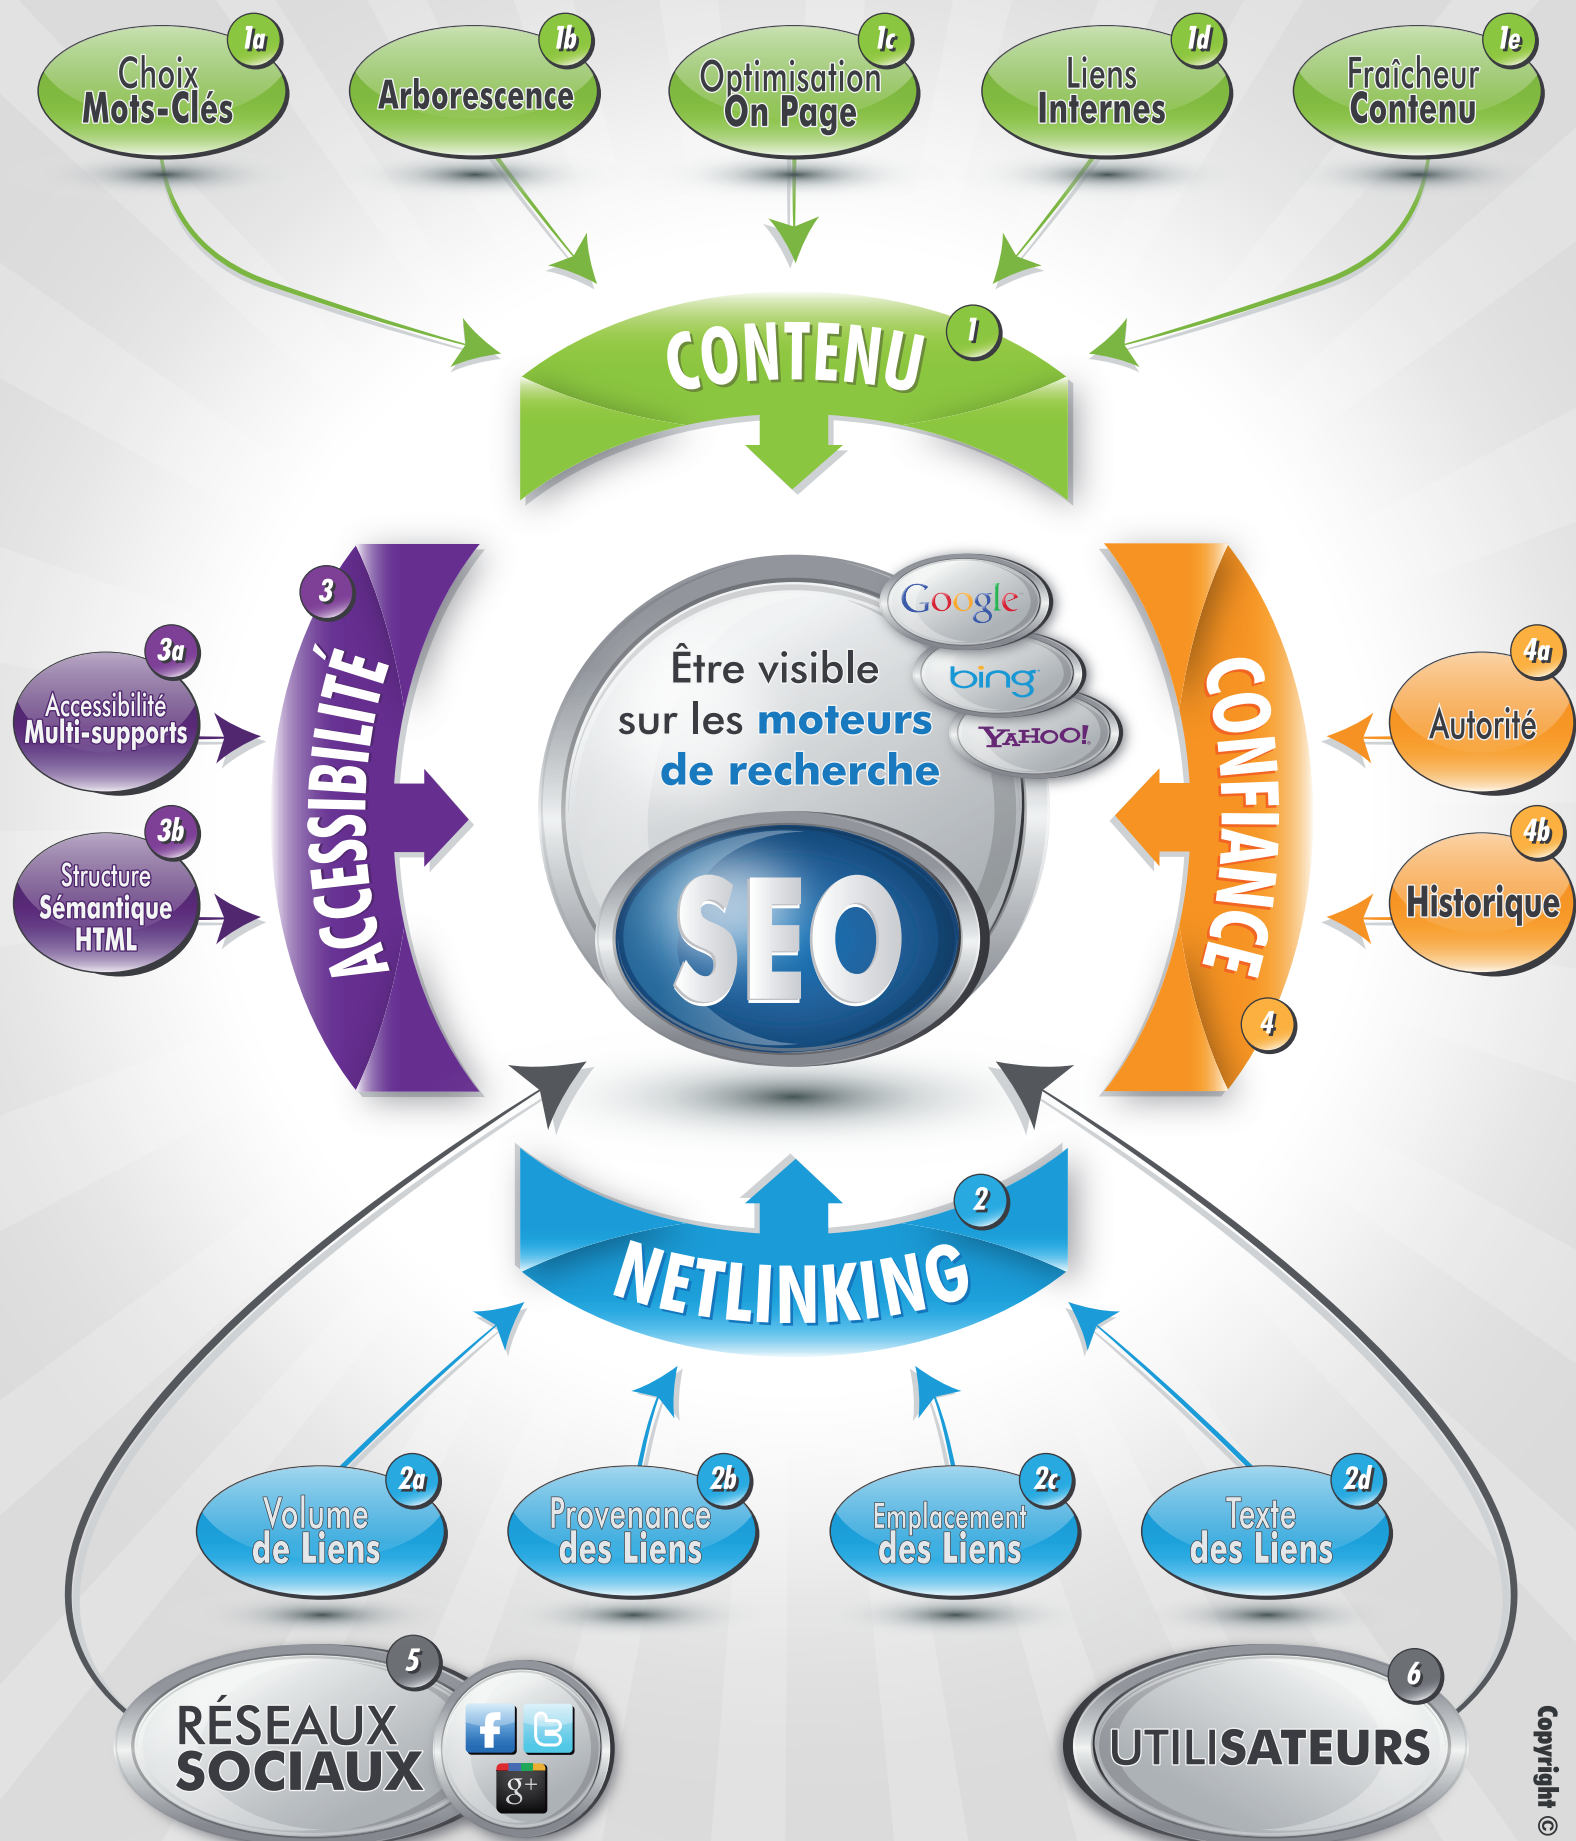 1a
Choix
Mots-Clés
1b
Arborescence
1c
Optimisation
On Page
1d
Liens
Internes
1e
Fraîcheur
Contenu
CONTENU
1
3
ACCESSIBILITÉ
3a
Accessibilité
Multi-supports
3b
Structure
Sémantique
HTML
Être visible
sur les moteurs
de recherche
Google
bing
YAHOO!
SEO
CONFIANCE
4
4a
Autorité
4b
Historique
2
NETLINKING
2a
Volume
de Liens
2b
Provenance
des Liens
2c
Emplacement
des Liens
2d
Texte
des Liens
5
RÉSEAUX
SOCIAUX
f
t
g+
6
UTILISATEURS
Copyright ©